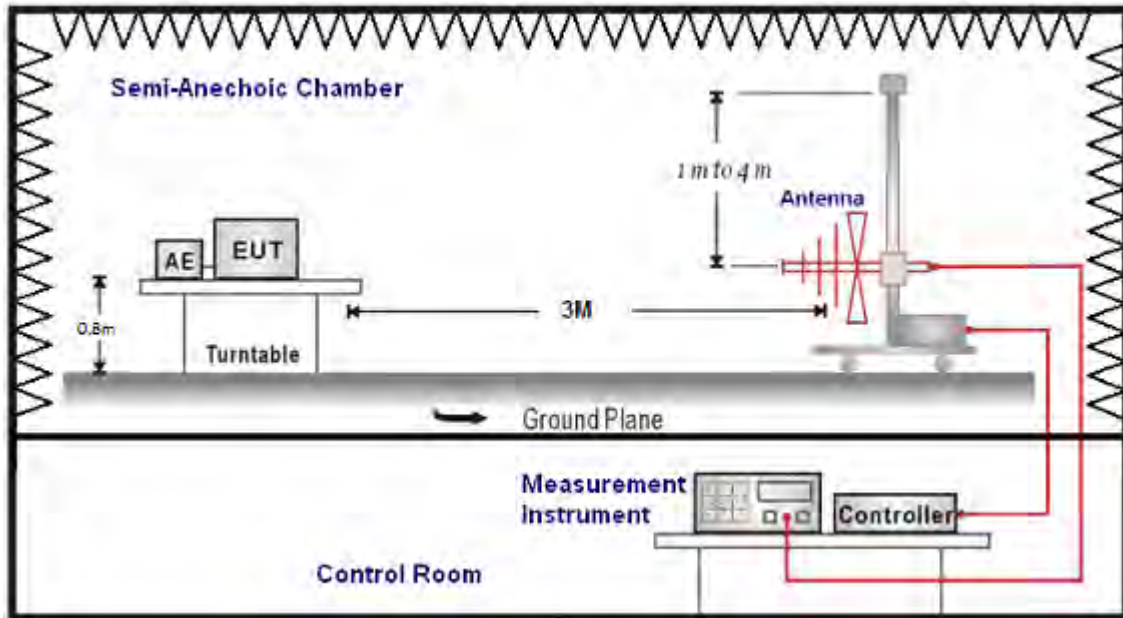 Semi-Anechoic Chamber
1 m to 4 m
Antenna
AE
EUT
3M
0.8m
Turntable
Ground Plane
Measurement
Instrument
Controller
Control Room